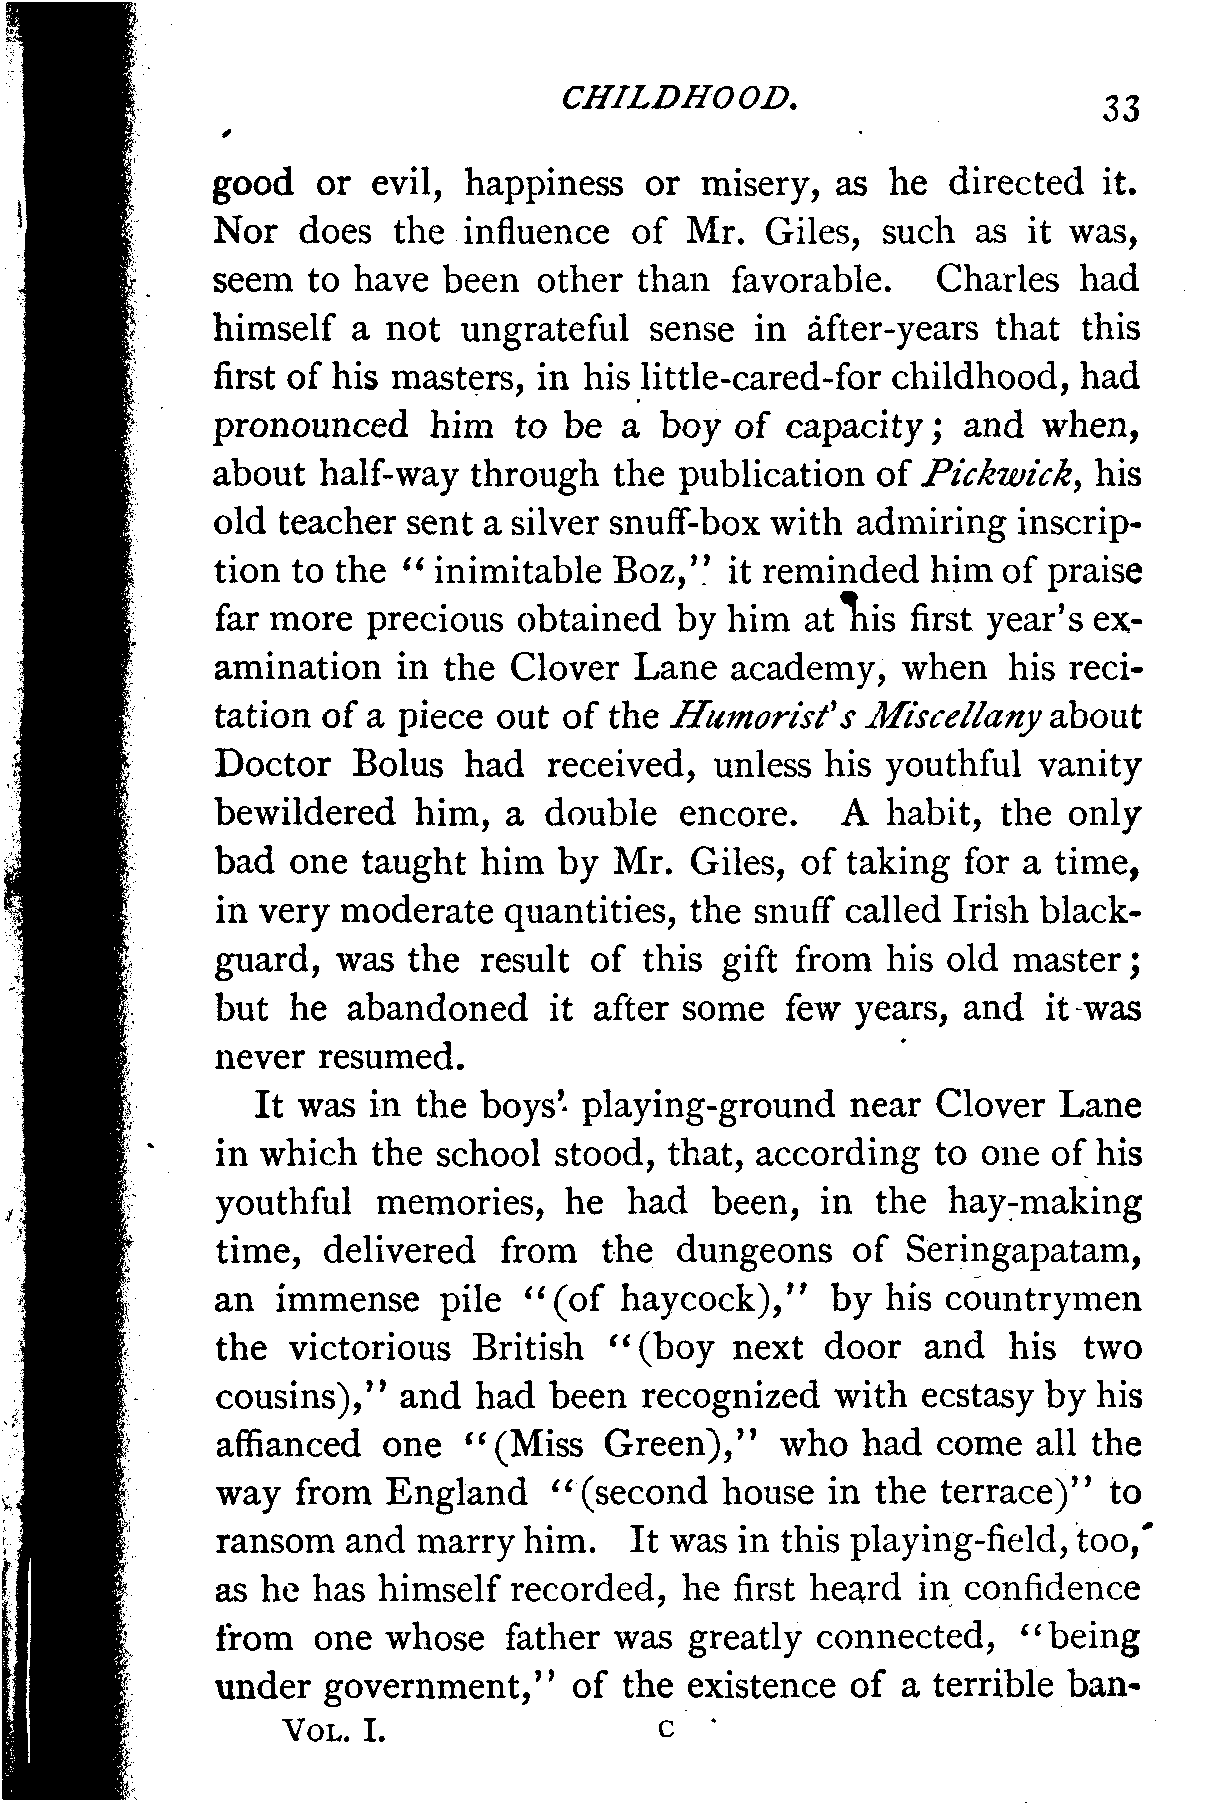 CHILDHOOD. 33
good or evil, happiness or misery, as he directed it.
Nor does the influence of Mr. Giles, such as it was,
seem to have been other than favorable. Charles had
himself a not ungrateful sense in after-years that this
first of his masters, in his little-cared-for childhood, had
pronounced him to be a boy of capacity; and when,
about half-way through the publication of Pickwick, his
old teacher sent a silver snuff-box with admiring inscrip-
tion to the "inimitable Boz," it reminded him of praise
far more precious obtained by him at his first year's ex-
amination in the Clover Lane academy, when his reci-
tation of a piece out of the Humorist's Miscellany about
Doctor Bolus had received, unless his youthful vanity
bewildered him, a double encore. A habit, the only
bad one taught him by Mr. Giles, of taking for a time,
in very moderate quantities, the snuff called Irish black-
guard, was the result of this gift from his old master;
but he abandoned it after some few years, and it was
never resumed.
It was in the boys' playing-ground near Clover Lane
in which the school stood, that, according to one of his
youthful memories, he had been, in the hay-making
time, delivered from the dungeons of Seringapatam,
an immense pile "(of haycock)," by his countrymen
the victorious British "(boy next door and his two
cousins)," and had been recognized with ecstasy by his
affianced one "(Miss Green)," who had come all the
way from England "(second house in the terrace)" to
ransom and marry him. It was in this playing-field, too,
as he has himself recorded, he first heard in confidence
from one whose father was greatly connected, "being
under government," of the existence of a terrible ban-
VOL. I. C